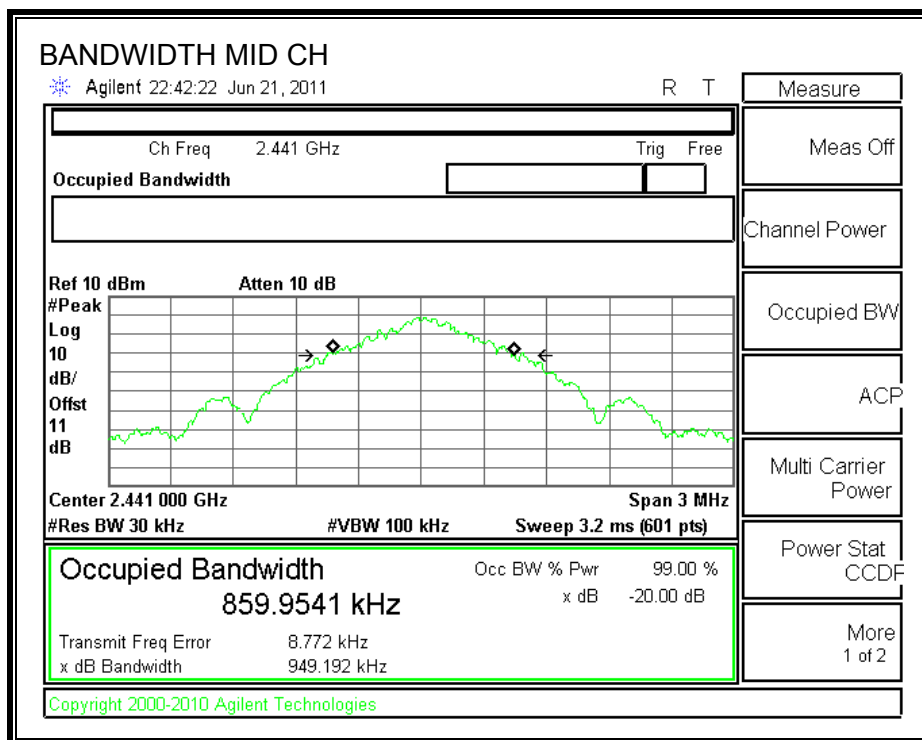 BANDWIDTH MID CH
Agilent 22:42:22 Jun 21, 2011 R T
Ch Freq 2.441 GHz Trig Free
Occupied Bandwidth
Ref 10 dBm Atten 10 dB
#Peak
Log
10
dB/
Offst
11
dB
Center 2.441 000 GHz Span 3 MHz
#Res BW 30 kHz #VBW 100 kHz Sweep 3.2 ms (601 pts)
Occupied Bandwidth Occ BW % Pwr 99.00 %
859.9541 kHz x dB -20.00 dB
Transmit Freq Error 8.772 kHz
x dB Bandwidth 949.192 kHz
Copyright 2000-2010 Agilent Technologies
Measure
Meas Off
Channel Power
Occupied BW
ACP
Multi Carrier
Power
Power Stat
CCDF
More
1 of 2